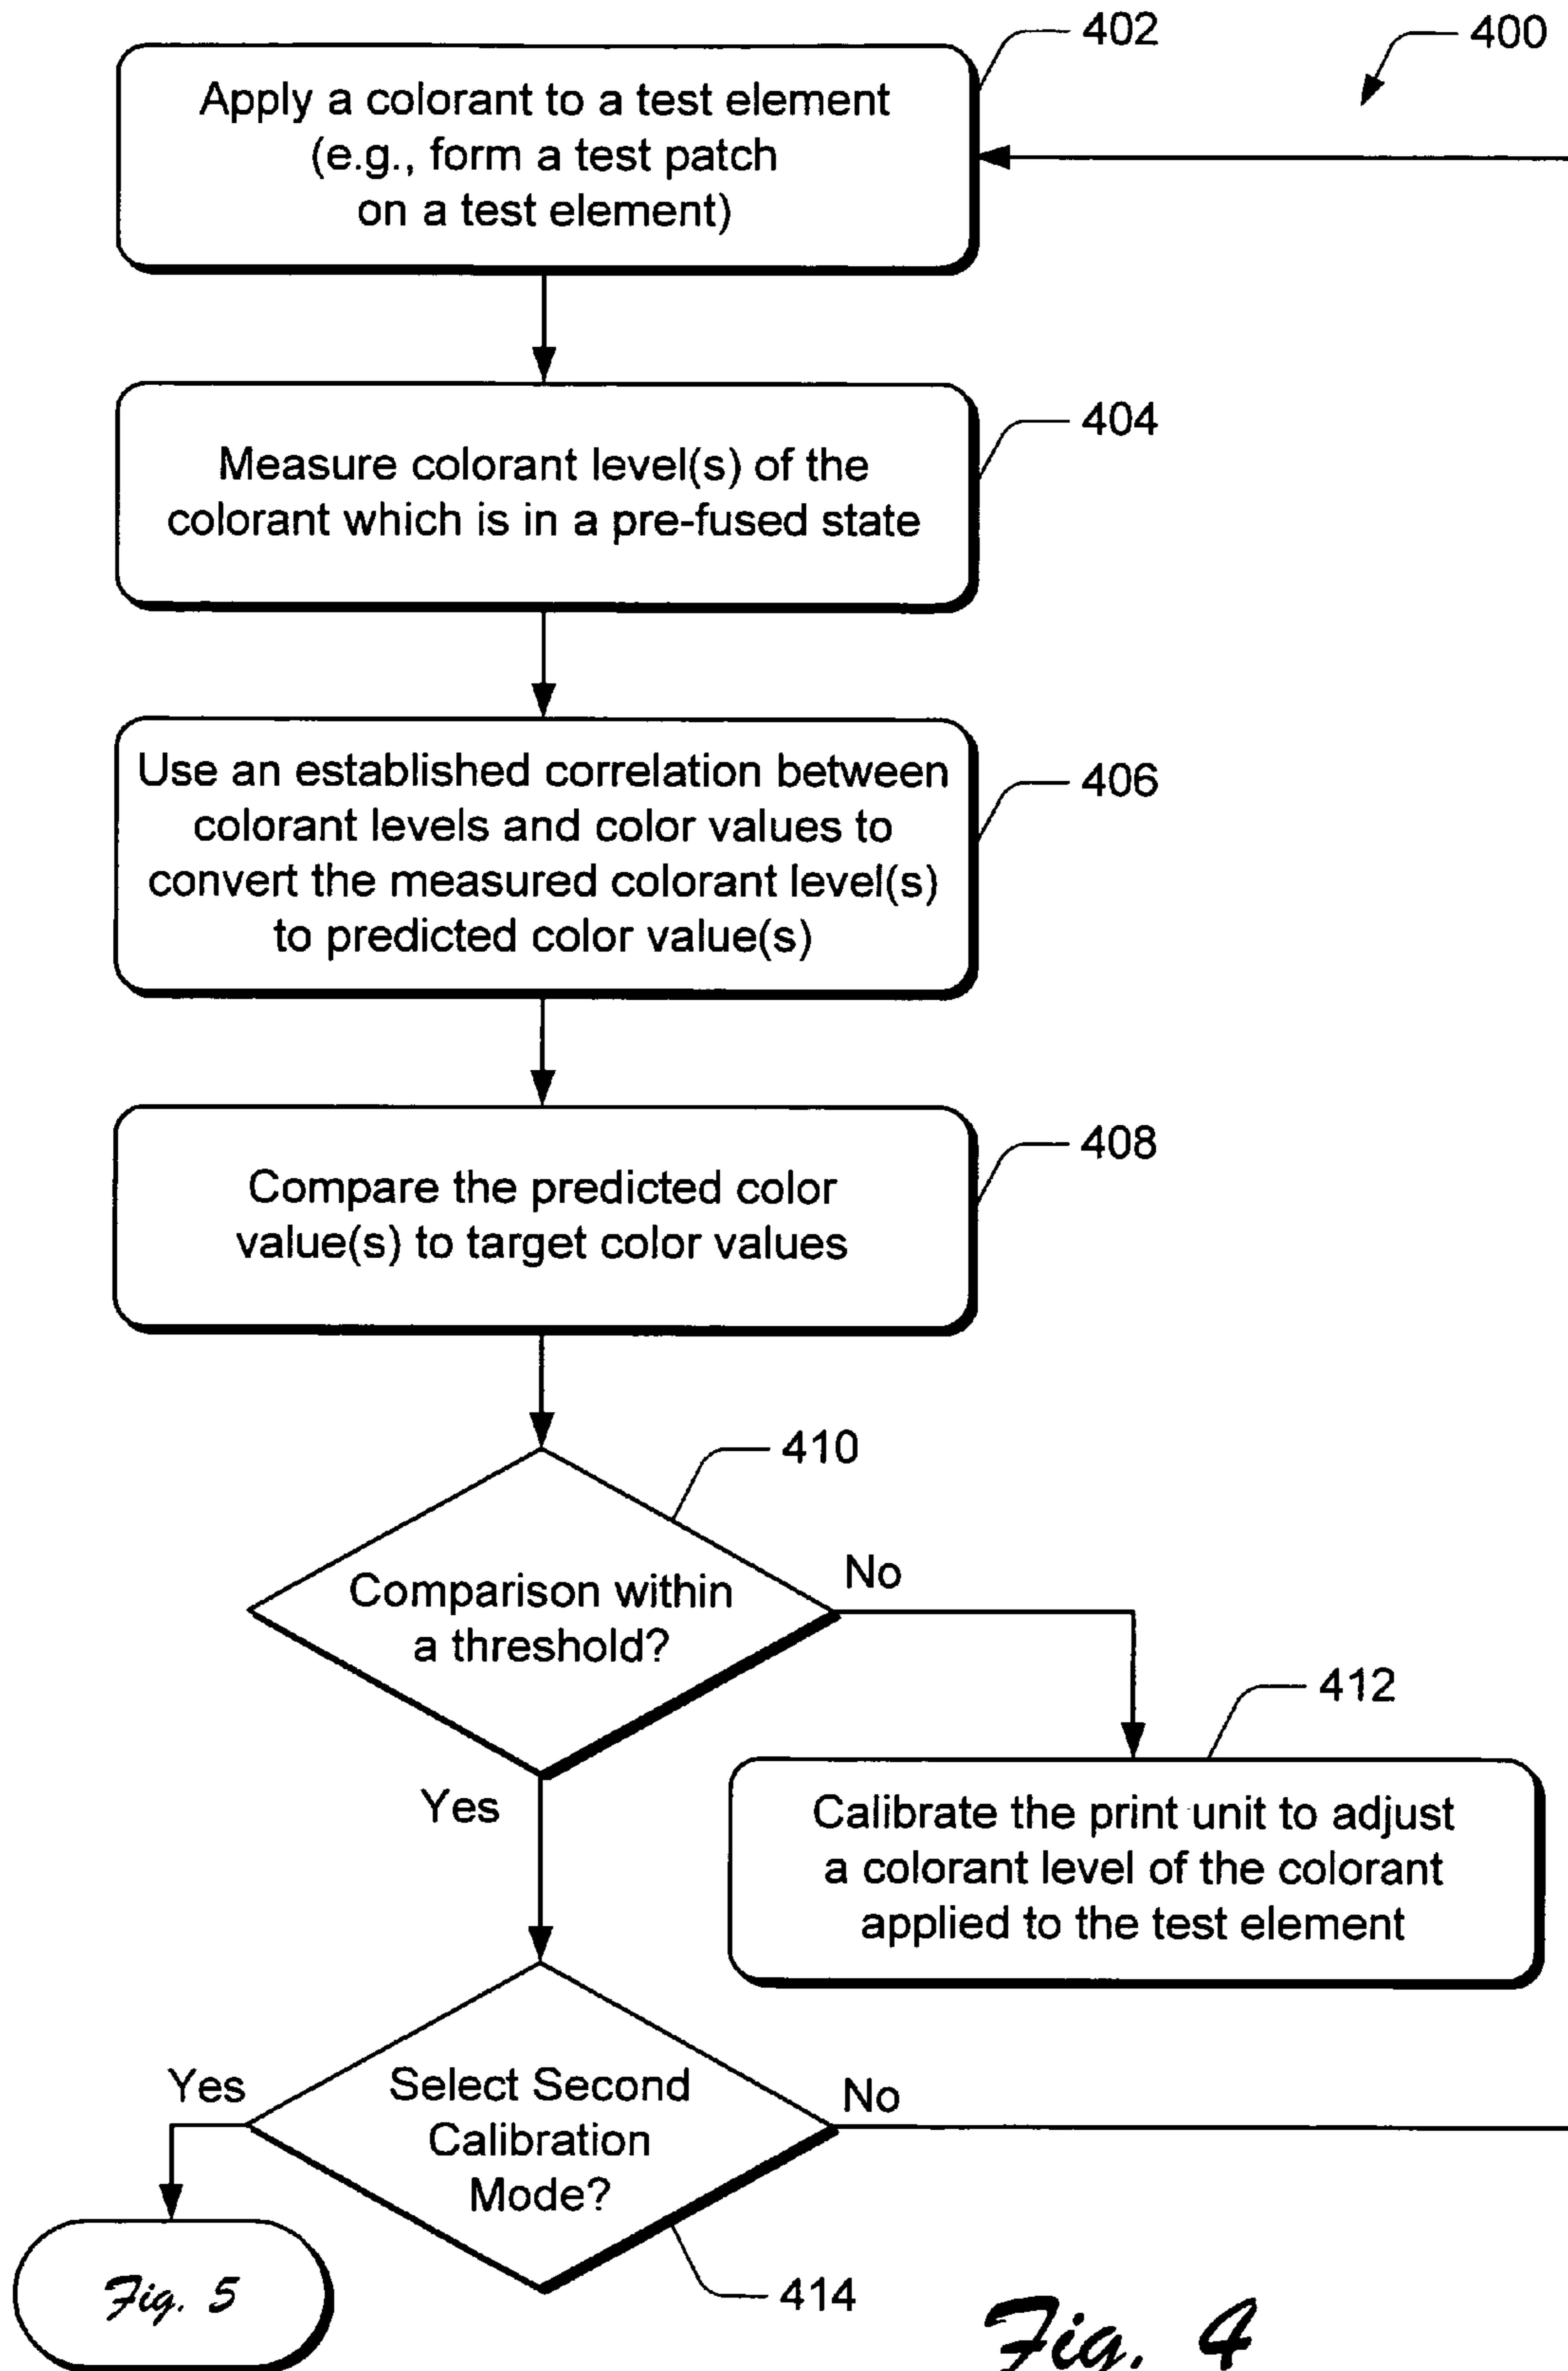 402
400
Apply a colorant to a test element
(e.g., form a test patch
on a test element)
404
Measure colorant level(s) of the
colorant which is in a pre-fused state
406
Use an established correlation between
colorant levels and color values to
convert the measured colorant level(s)
to predicted color value(s)
408
Compare the predicted color
value(s) to target color values
410
Comparison within
a threshold?
No
Yes
412
Calibrate the print unit to adjust
a colorant level of the colorant
applied to the test element
Select Second
Calibration
Mode?
Yes
No
414
Fig. 5
Fig. 4